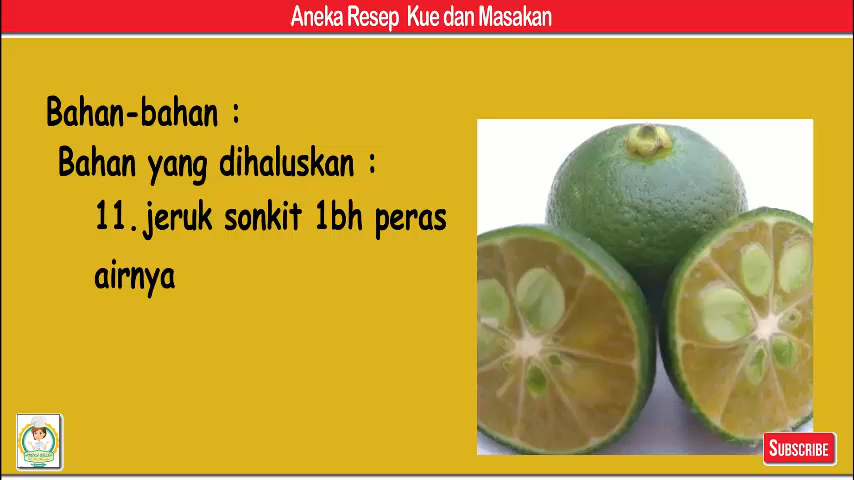 Aneka Resep Kue dan Masakan
Bahan-bahan :
Bahan yang dihaluskan :
11. jeruk sonkit 1bh peras
airnya
SUBSCRIBE